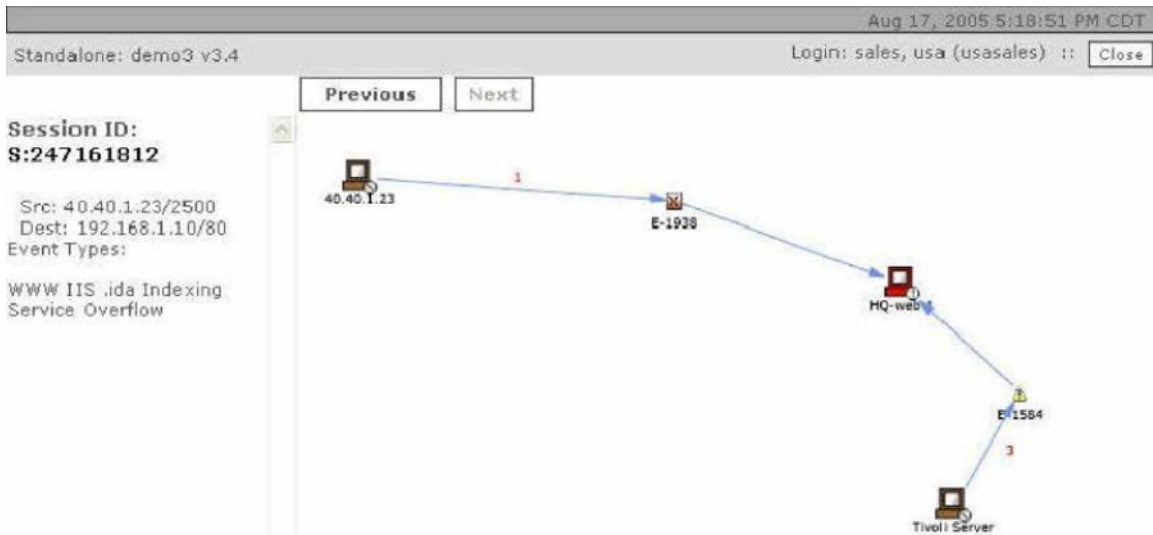 Aug 17, 2005 5:18:51 PM CDT
Standalone: demo3 v3.4
Login: sales, usa (usasales) :: Close
Previous Next
Session ID:
S:247161812
Src: 40.40.1.23/2500
Dest: 192.168.1.10/80
Event Types:
WWW IIS .ida Indexing
Service Overflow
1
40.40.1.23
E-1938
HQ-web
E-1584
3
Tivoli Server